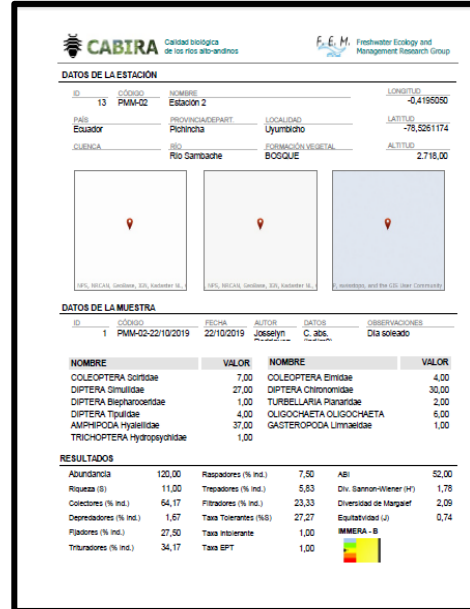 CABIRA Calidad biológica de los ríos alto-andinos
F. E. M. Freshwater Ecology and Management Research Group
DATOS DE LA ESTACIÓN
ID CÓDIGO NOMBRE LONGITUD
13 PMM-02 Estación 2 -0,4195050
PAÍS PROVINCIA/DEPART. LOCALIDAD LATITUD
Ecuador Pichincha Uyumbicho -78,5261174
CUENCA RÍO FORMACIÓN VEGETAL ALTITUD
Río Sambache BOSQUE 2.718,00
DATOS DE LA MUESTRA
ID CÓDIGO FECHA AUTOR DATOS OBSERVACIONES
1 PMM-02-22/10/2019 22/10/2019 Josselyn C. abs. Día soleado
NOMBRE VALOR NOMBRE VALOR
COLEOPTERA Scirtidae 7,00 COLEOPTERA Elmidae 4,00
DIPTERA Simuliidae 27,00 DIPTERA Chironomidae 30,00
DIPTERA Blepharoceridae 1,00 TURBELLARIA Planariidae 2,00
DIPTERA Tipulidae 4,00 OLIGOCHAETA OLIGOCHAETA 6,00
AMPHIPODA Hyalellidae 37,00 GASTEROPODA Limnaeidae 1,00
TRICHOPTERA Hydropsychidae 1,00
RESULTADOS
Abundancia 120,00 Raspadores (% ind.) 7,50 ABI 52,00
Riqueza (S) 11,00 Trepadores (% ind.) 5,83 Div. Sannon-Wiener (H') 1,78
Colectores (% ind.) 64,17 Filtradores (% ind.) 23,33 Diversidad de Margalef 2,09
Depredadores (% ind.) 1,67 Taxa Tolerantes (%S) 27,27 Equitatividad (J) 0,74
Fijadores (% ind.) 27,50 Taxa Intolerante 1,00 IMMERA - B
Trituradores (% ind.) 34,17 Taxa EPT 1,00